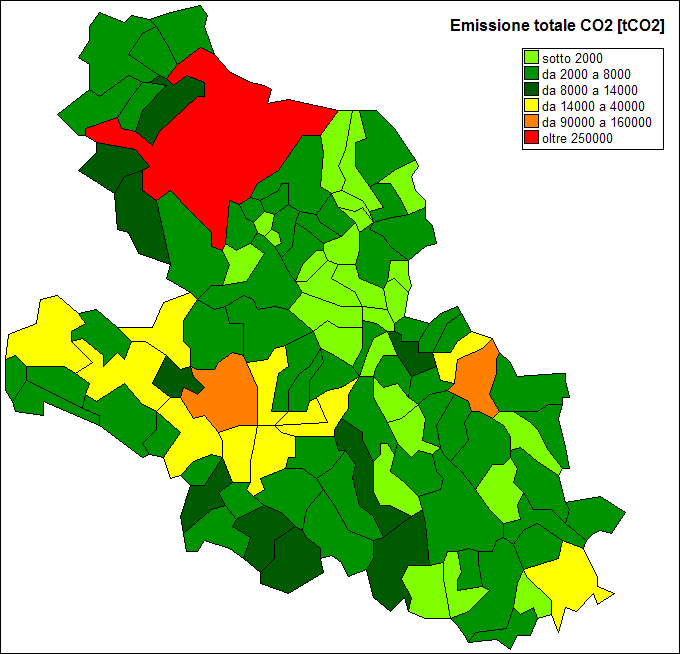 Emissione totale CO2 [tCO2]
sotto 2000
da 2000 a 8000
da 8000 a 14000
da 14000 a 40000
da 90000 a 160000
oltre 250000